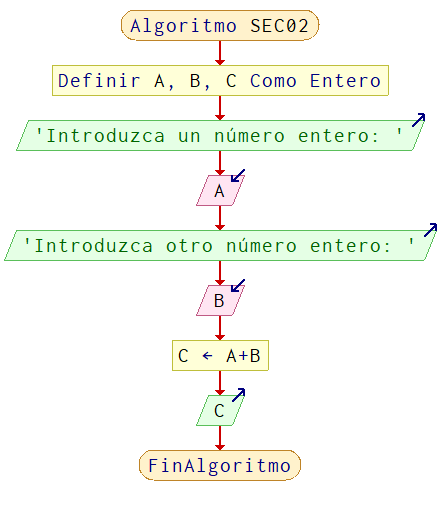 Algoritmo SEC02
Definir A, B, C Como Entero
'Introduzca un número entero: '
A
'Introduzca otro número entero: '
B
C ← A+B
C
FinAlgoritmo